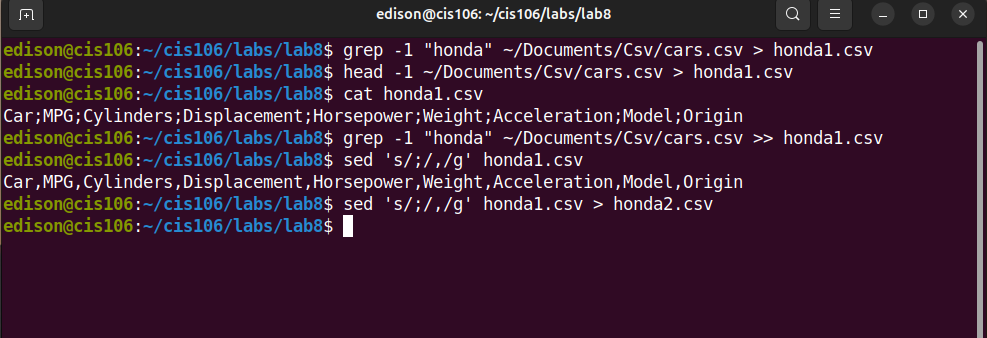 edison@cis106: ~/cis106/labs/lab8
edison@cis106:~/cis106/labs/lab8$ grep -1 "honda" ~/Documents/Csv/cars.csv > honda1.csv
edison@cis106:~/cis106/labs/lab8$ head -1 ~/Documents/Csv/cars.csv > honda1.csv
edison@cis106:~/cis106/labs/lab8$ cat honda1.csv
Car;MPG;Cylinders;Displacement;Horsepower;Weight;Acceleration;Model;Origin
edison@cis106:~/cis106/labs/lab8$ grep -1 "honda" ~/Documents/Csv/cars.csv >> honda1.csv
edison@cis106:~/cis106/labs/lab8$ sed 's/;/,/g' honda1.csv
Car,MPG,Cylinders,Displacement,Horsepower,Weight,Acceleration,Model,Origin
edison@cis106:~/cis106/labs/lab8$ sed 's/;/,/g' honda1.csv > honda2.csv
edison@cis106:~/cis106/labs/lab8$